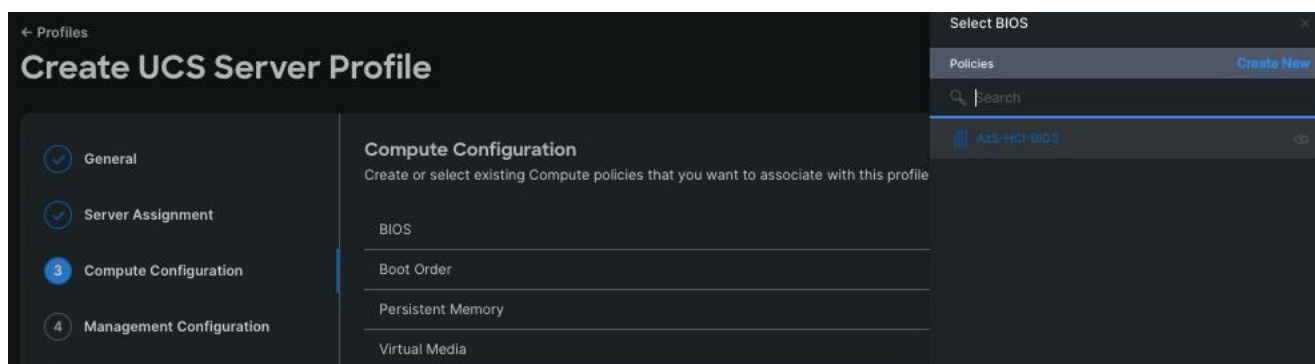 ← Profiles
Create UCS Server Profile
General
Server Assignment
3 Compute Configuration
4 Management Configuration
Compute Configuration
Create or select existing Compute policies that you want to associate with this profile
BIOS
Boot Order
Persistent Memory
Virtual Media
Select BIOS
Policies Create New
Search
AzS-HCI-BIOS